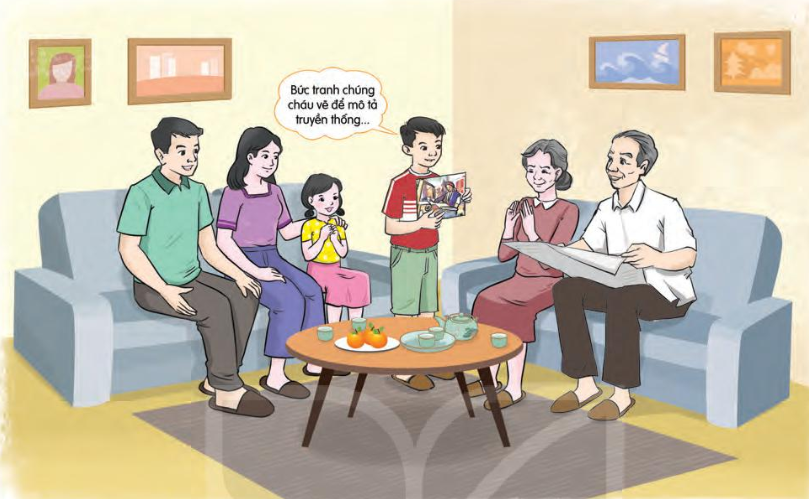 Bức tranh chúng
cháu vẽ để mô tả
truyền thống...